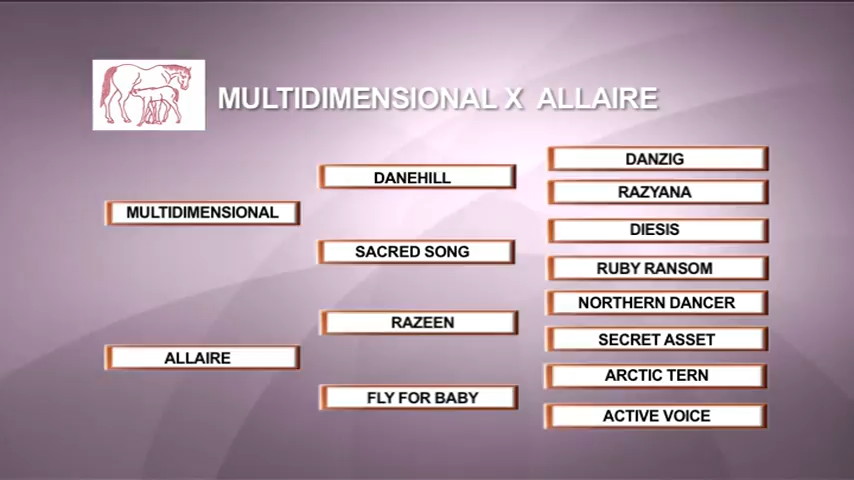 MULTIDIMENSIONAL X ALLAIRE
MULTIDIMENSIONAL
ALLAIRE
DANEHILL
SACRED SONG
RAZEEN
FLY FOR BABY
DANZIG
RAZYANA
DIESIS
RUBY RANSOM
NORTHERN DANCER
SECRET ASSET
ARCTIC TERN
ACTIVE VOICE